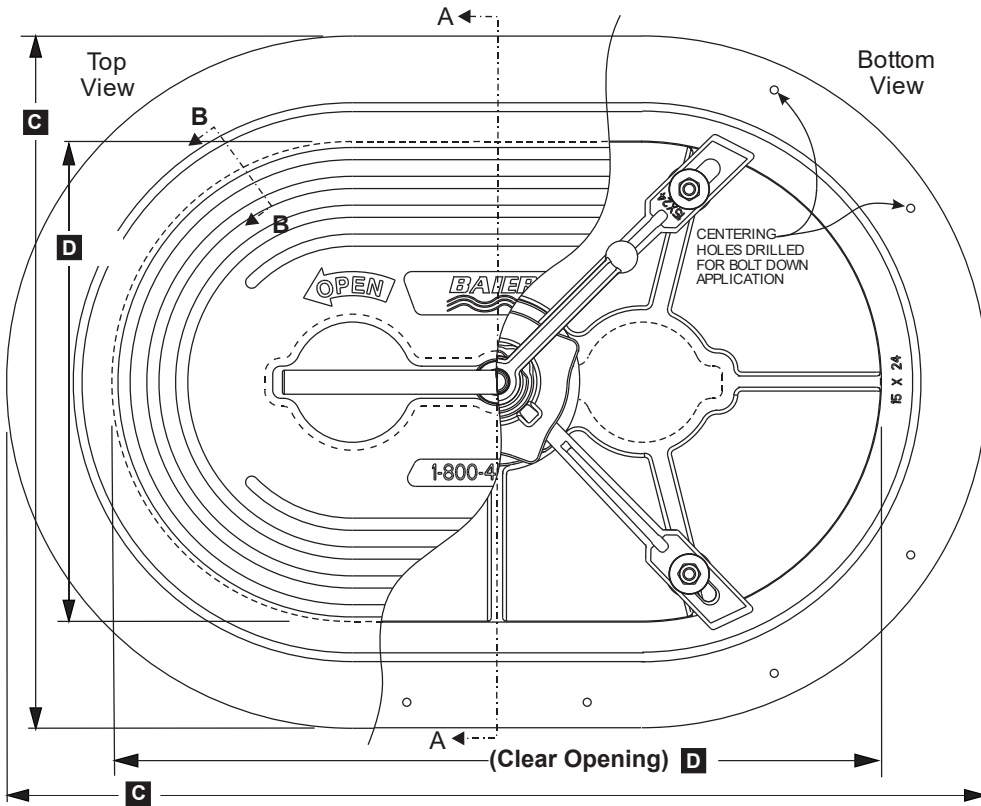 A
Top
View
Bottom
View
C
B
D
B
15X24
CENTERING
HOLES DRILLED
FOR BOLT DOWN
APPLICATION
OPEN
15 X 24
1-800-4
A
(Clear Opening) D
C